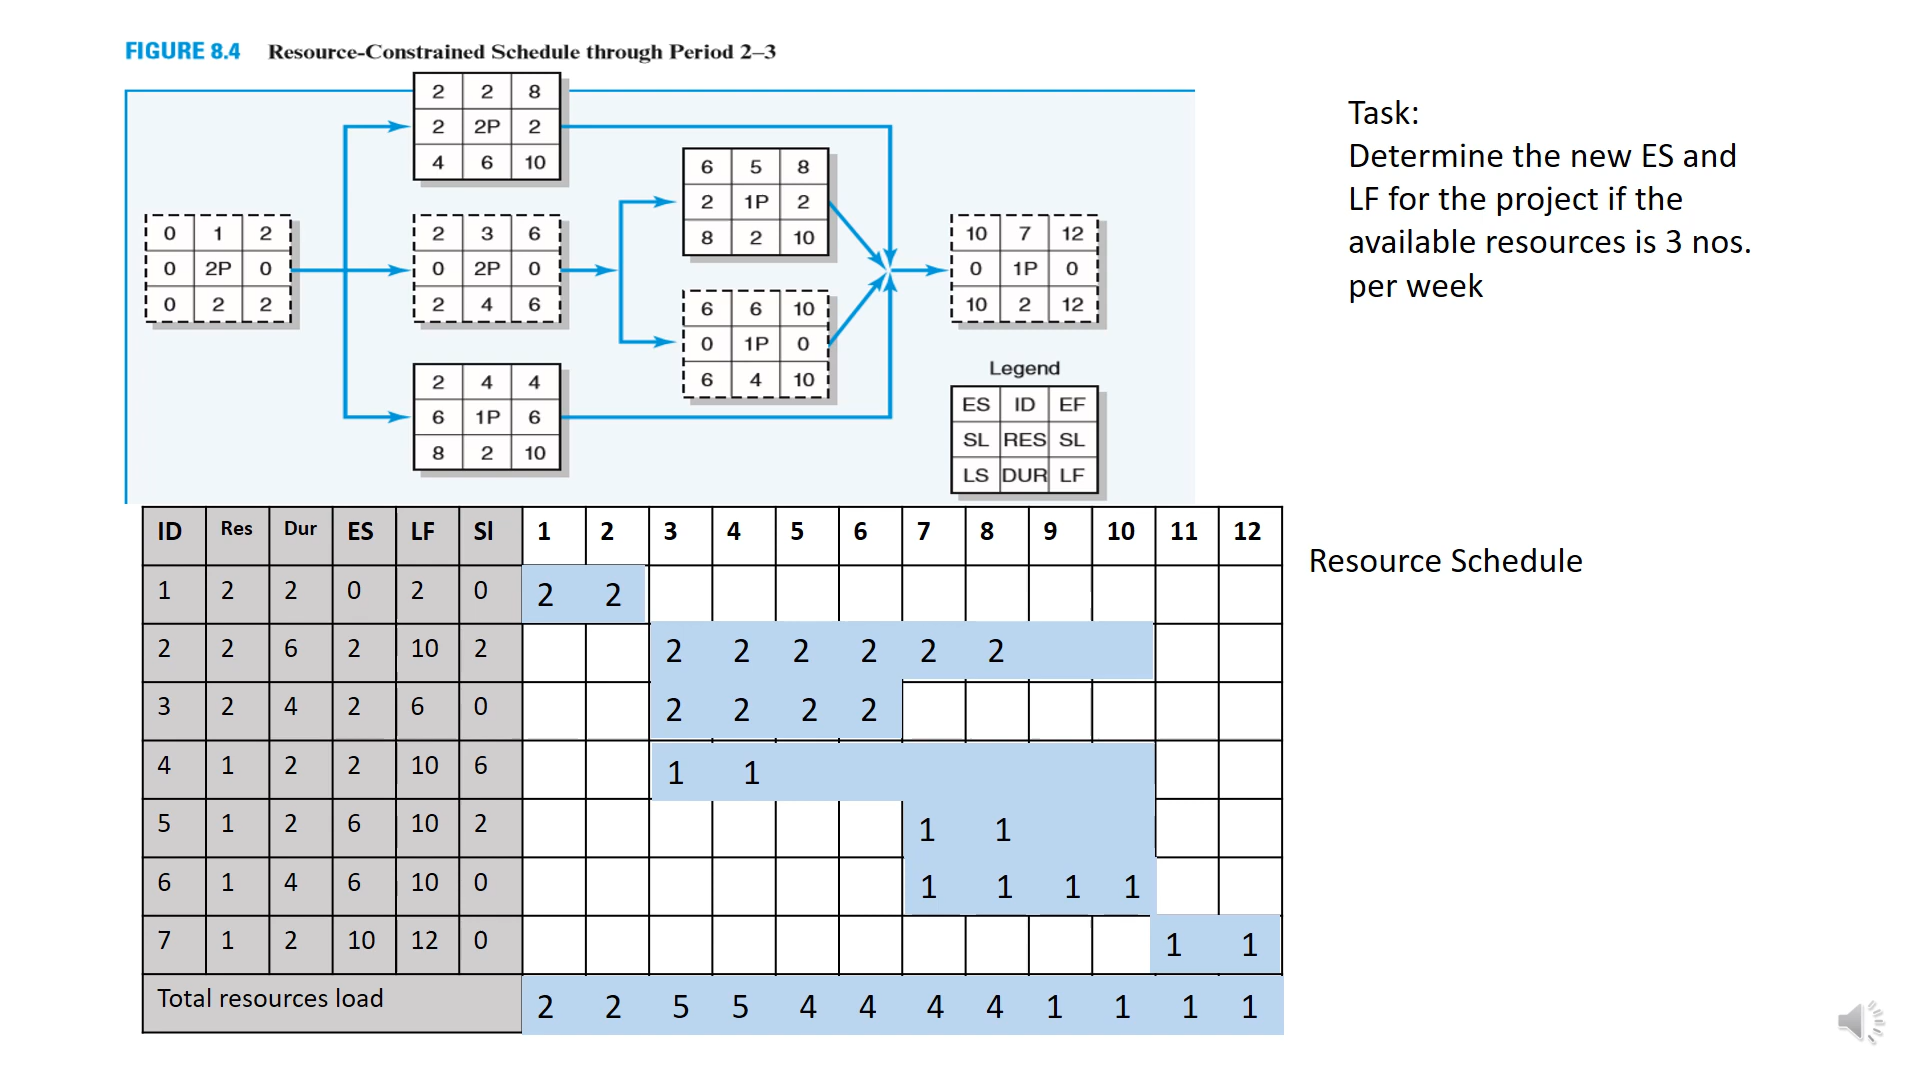 FIGURE 8.4 Resource-Constrained Schedule through Period 2–3
2 2 8
2 2P 2
4 6 10
0 1 2
0 2P 0
0 2 2
2 3 6
0 2P 0
2 4 6
2 4 4
6 1P 6
8 2 10
6 5 8
2 1P 2
8 2 10
6 6 10
0 1P 0
6 4 10
10 7 12
0 1P 0
10 2 12
Legend
ES ID EF
SL RES SL
LS DUR LF
Task:
Determine the new ES and
LF for the project if the
available resources is 3 nos.
per week
ID Res Dur ES LF Sl 1 2 3 4 5 6 7 8 9 10 11 12
1 2 2 0 2 0 2 2
2 2 6 2 10 2 2 2 2 2 2 2
3 2 4 2 6 0 2 2 2 2
4 1 2 2 10 6 1 1
5 1 2 6 10 2 1 1
6 1 4 6 10 0 1 1 1 1
7 1 2 10 12 0 1 1
Total resources load 2 2 5 5 4 4 4 4 1 1 1 1
Resource Schedule